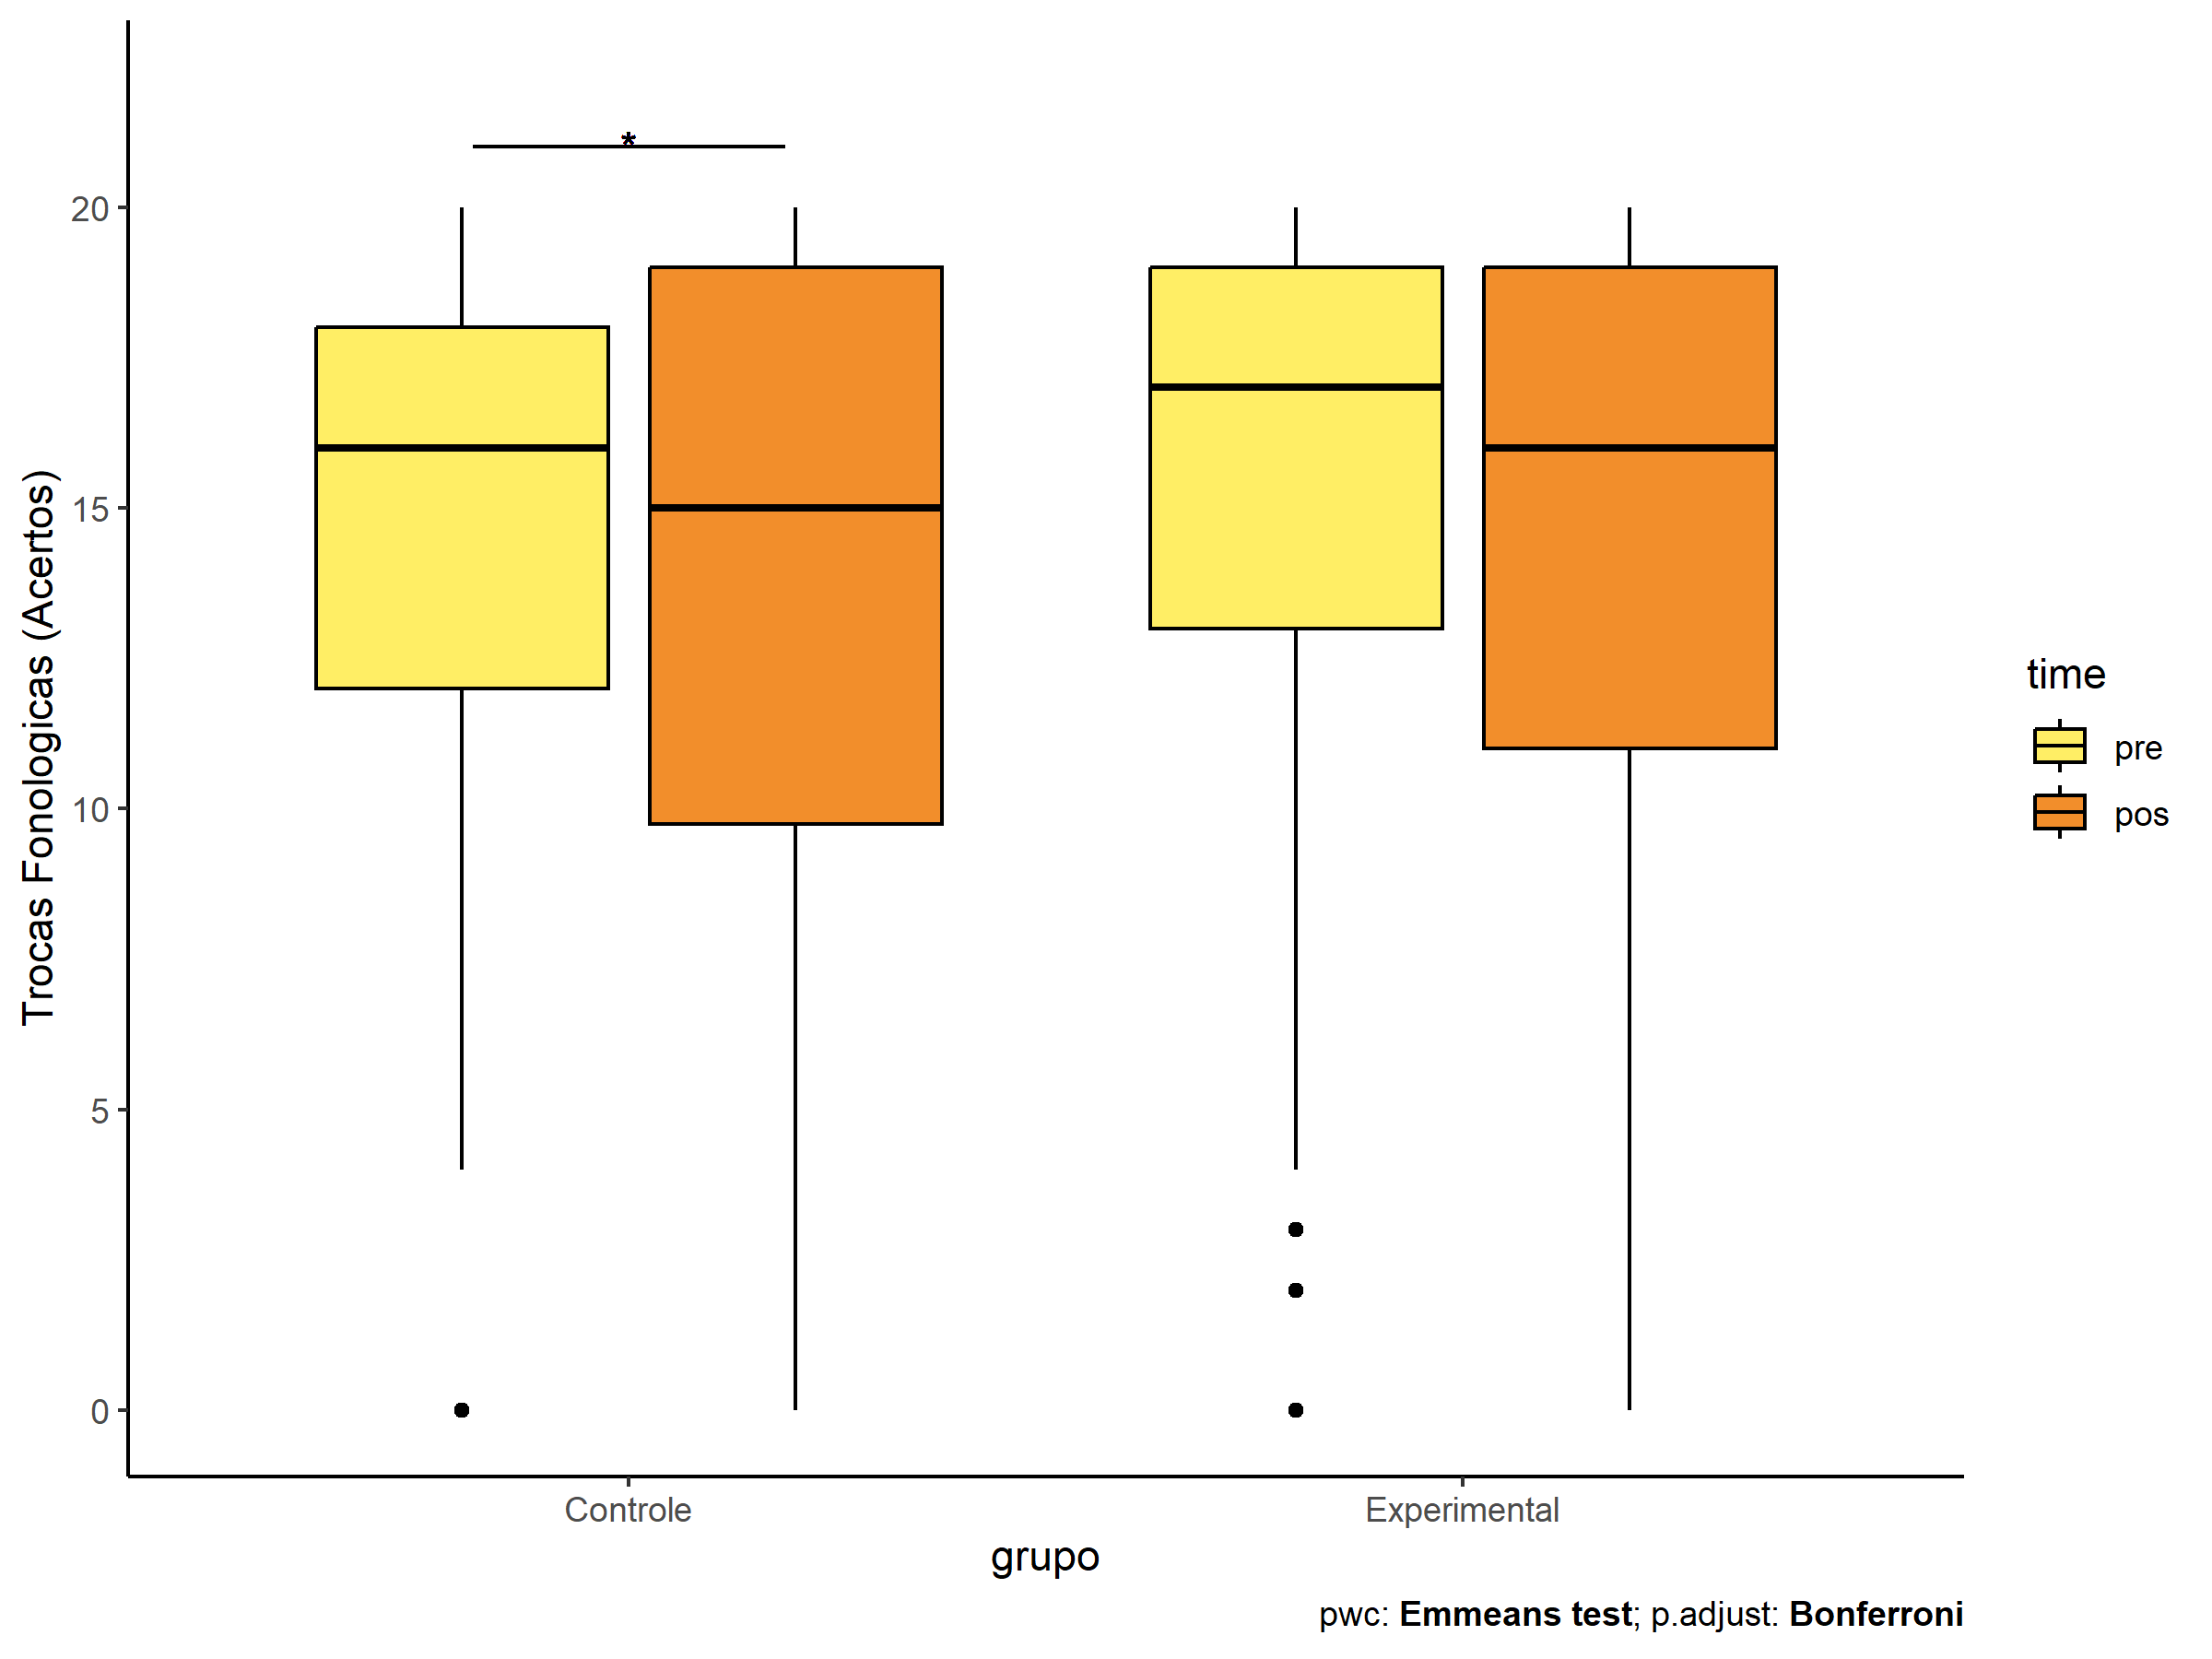 *
20
15
10
5
0
Trocas Fonologicas (Acertos)
Controle
Experimental
grupo
time
pre
pos
pwc: Emmeans test; p.adjust: Bonferroni